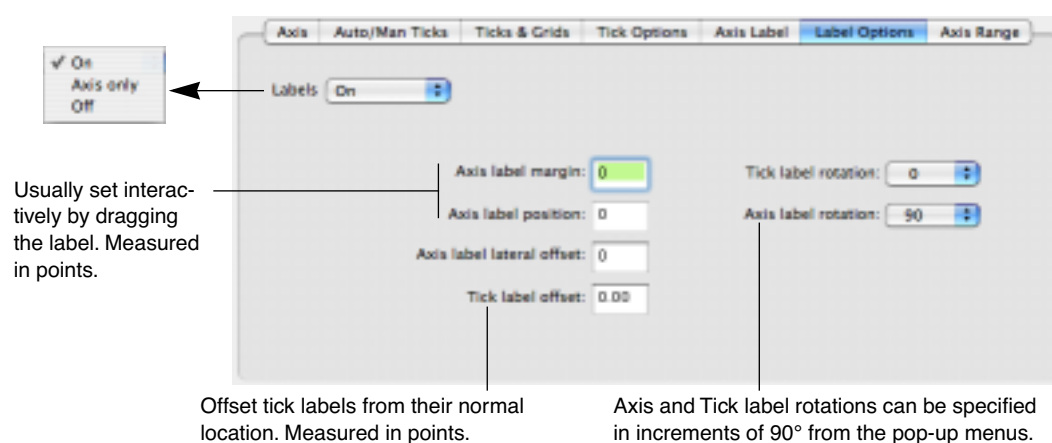 Axis Auto/Man Ticks Ticks & Grids Tick Options Axis Label Label Options Axis Range
✓ On
Axis only
Off
Labels On
Usually set interac-
tively by dragging
the label. Measured
in points.
Axis label margin: 0
Axis label position: 0
Axis label lateral offset: 0
Tick label offset: 0.00
Tick label rotation: 0
Axis label rotation: 90
Offset tick labels from their normal
location. Measured in points.
Axis and Tick label rotations can be specified
in increments of 90° from the pop-up menus.